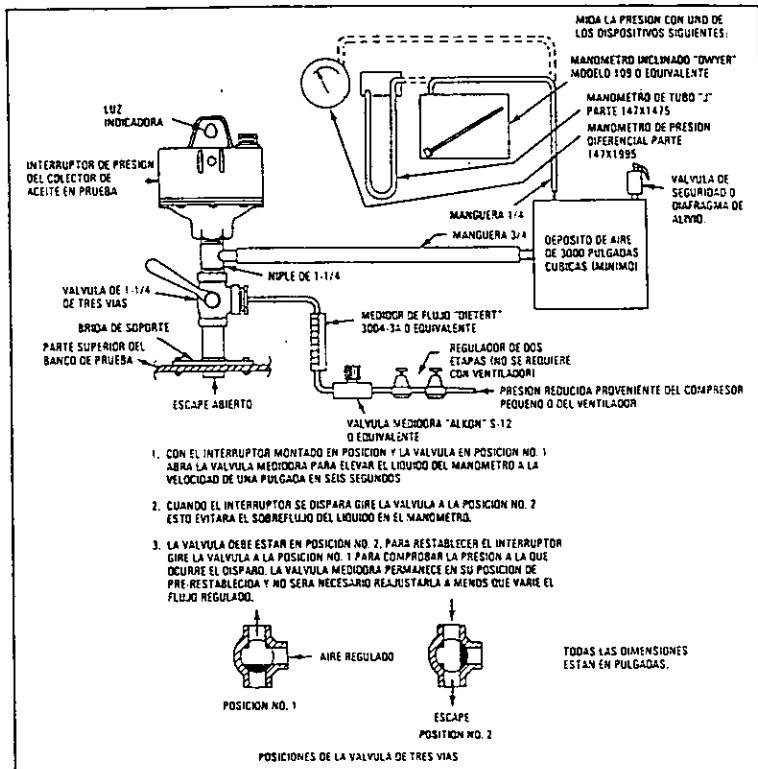 MIDA LA PRESION CON UNO DE
LOS DISPOSITIVOS SIGUIENTES:
MANOMETRO INCLINADO "DWYER"
MODELO 109 O EQUIVALENTE
MANOMETRO DE TUBO "J"
PARTE 147X1475
MANOMETRO DE PRESION
DIFERENCIAL PARTE
147X1995
LUZ
INDICADORA
INTERRUPTOR DE PRESION
DEL COLECTOR DE
ACEITE EN PRUEBA
VALVULA DE
SEGURIDAD O
DIAFRAGMA DE
ALIVIO.
MANGUERA 1/4
MANGUERA 3/4
DEPOSITO DE AIRE
DE 3000 PULGADAS
CUBICAS (MINIMO)
NIPLE DE 1-1/4
VALVULA DE 1-1/4
DE TRES VIAS
MEDIDOR DE FLUJO "DIETERT"
3004-34 O EQUIVALENTE
BRIDA DE SOPORTE
PARTE SUPERIOR DEL
BANCO DE PRUEBA
REGULADOR DE DOS
ETAPAS (NO SE REQUIERE
CON VENTILADOR)
ESCAPE ABIERTO
PRESION REDUCIDA PROVENIENTE DEL COMPRESOR
PEQUENO O DEL VENTILADOR
VALVULA MEDIDORA "ALKON" S-12
O EQUIVALENTE
1. CON EL INTERRUPTOR MONTADO EN POSICION Y LA VALVULA EN POSICION NO. 1
ABRA LA VALVULA MEDIDORA PARA ELEVAR EL LIQUIDO DEL MANOMETRO A LA
VELOCIDAD DE UNA PULGADA EN SEIS SEGUNDOS
2. CUANDO EL INTERRUPTOR SE DISPARA GIRE LA VALVULA A LA POSICION NO. 2
ESTO EVITARA EL SOBREFLUJO DEL LIQUIDO EN EL MANOMETRO.
3. LA VALVULA DEBE ESTAR EN POSICION NO. 2, PARA RESTABLECER EL INTERRUPTOR
GIRE LA VALVULA A LA POSICION NO. 1 PARA COMPROBAR LA PRESION A LA QUE
OCURRE EL DISPARO. LA VALVULA MEDIDORA PERMANECE EN SU POSICION DE
PRE-RESTABLECIDA Y NO SERA NECESARIO REAJUSTARLA A MENOS QUE VARIE EL
FLUJO REGULADO.
AIRE REGULADO
TODAS LAS DIMENSIONES
ESTAN EN PULGADAS.
POSICION NO. 1
ESCAPE
POSITION NO. 2
POSICIONES DE LA VALVULA DE TRES VIAS